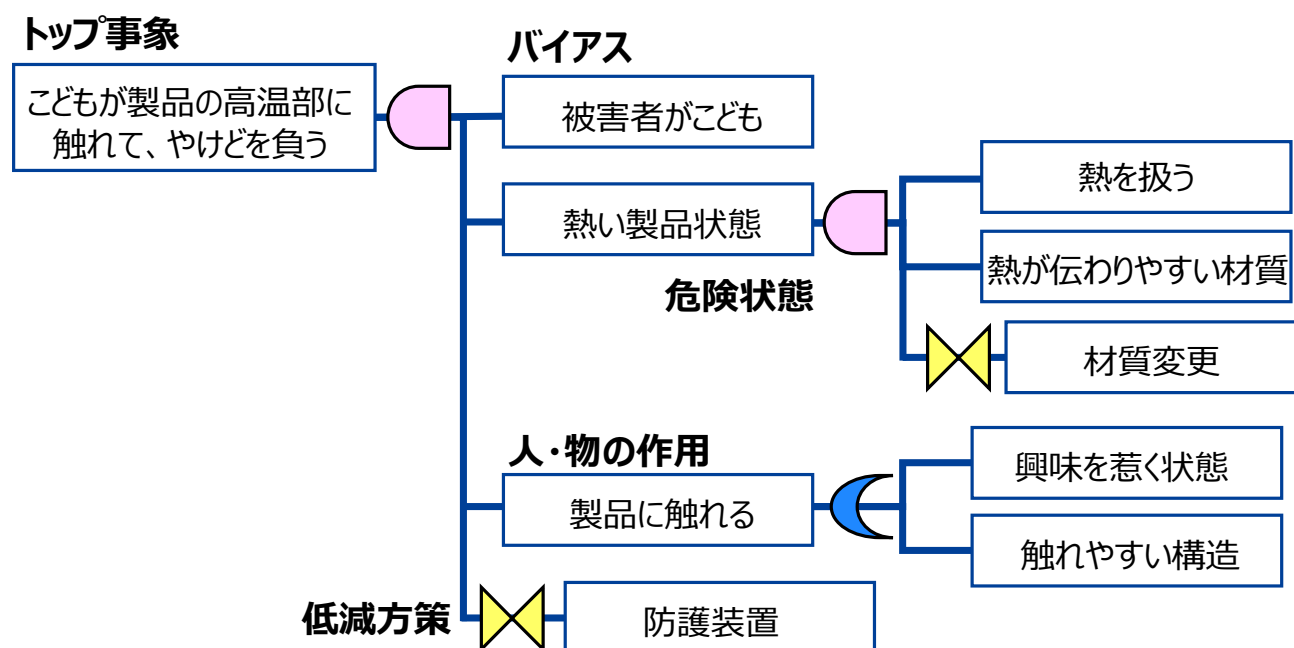 トップ事象
こどもが製品の高温部に
触れて、やけどを負う
バイアス
被害者がこども
熱い製品状態
危険状態
熱を扱う
熱が伝わりやすい材質
材質変更
人・物の作用
製品に触れる
興味を惹く状態
触れやすい構造
低減方策
防護装置